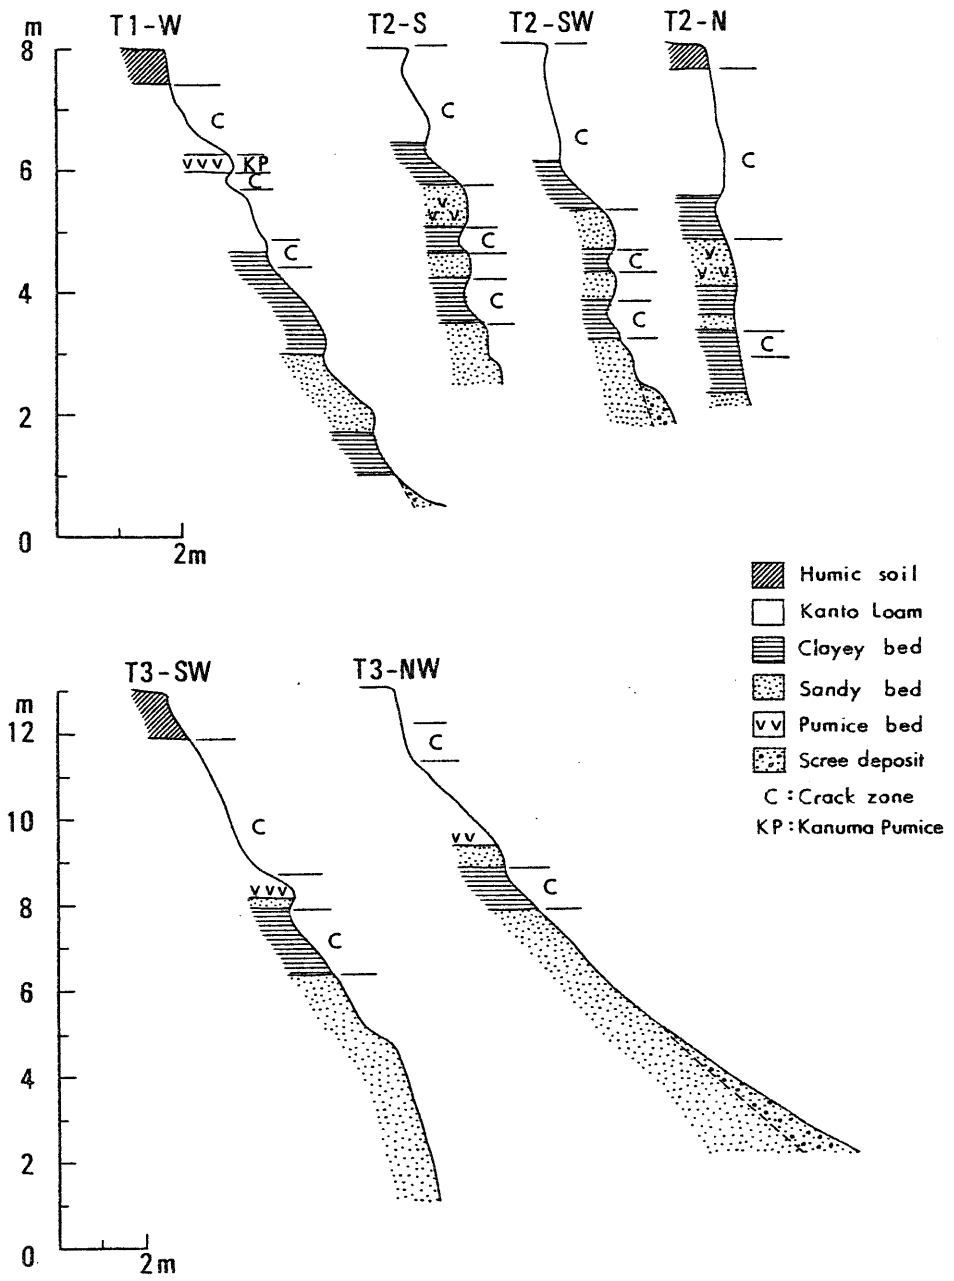 m
T1-W
T2-S
T2-SW
T2-N
8
C
C
C
C
v v v
KP
C
6
v
v v v
C
C
C
v
v v
4
C
C
C
C
2
0
2m
Humic soil
Kanto Loam
Clayey bed
Sandy bed
v v Pumice bed
Scree deposit
C : Crack zone
KP : Kanuma Pumice
T3-SW
T3-NW
m
12
C
10
C
v v
v v v
8
C
C
6
4
2
0
2m